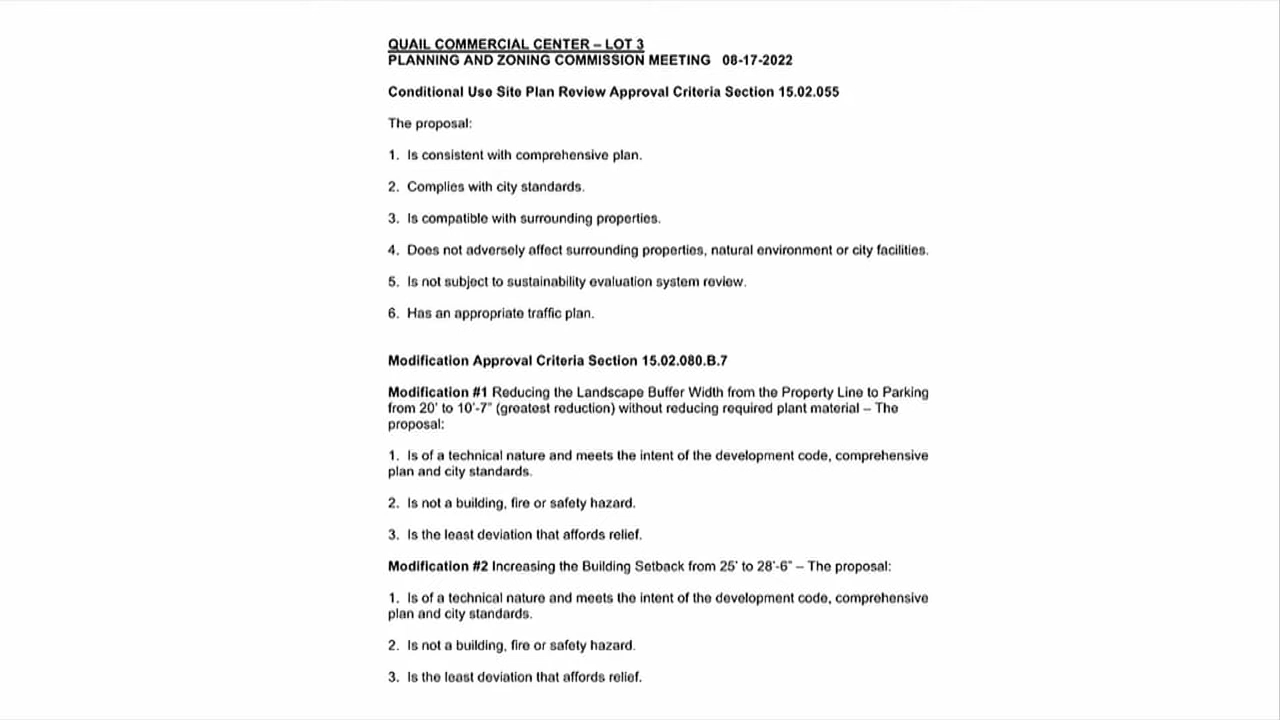 QUAIL COMMERCIAL CENTER – LOT 3
PLANNING AND ZONING COMMISSION MEETING 08-17-2022
Conditional Use Site Plan Review Approval Criteria Section 15.02.055
The proposal:
1. Is consistent with comprehensive plan.
2. Complies with city standards.
3. Is compatible with surrounding properties.
4. Does not adversely affect surrounding properties, natural environment or city facilities.
5. Is not subject to sustainability evaluation system review.
6. Has an appropriate traffic plan.
Modification Approval Criteria Section 15.02.080.B.7
Modification #1 Reducing the Landscape Buffer Width from the Property Line to Parking
from 20' to 10'-7" (greatest reduction) without reducing required plant material – The
proposal:
1. Is of a technical nature and meets the intent of the development code, comprehensive
plan and city standards.
2. Is not a building, fire or safety hazard.
3. Is the least deviation that affords relief.
Modification #2 Increasing the Building Setback from 25' to 28'-6" – The proposal:
1. Is of a technical nature and meets the intent of the development code, comprehensive
plan and city standards.
2. Is not a building, fire or safety hazard.
3. Is the least deviation that affords relief.